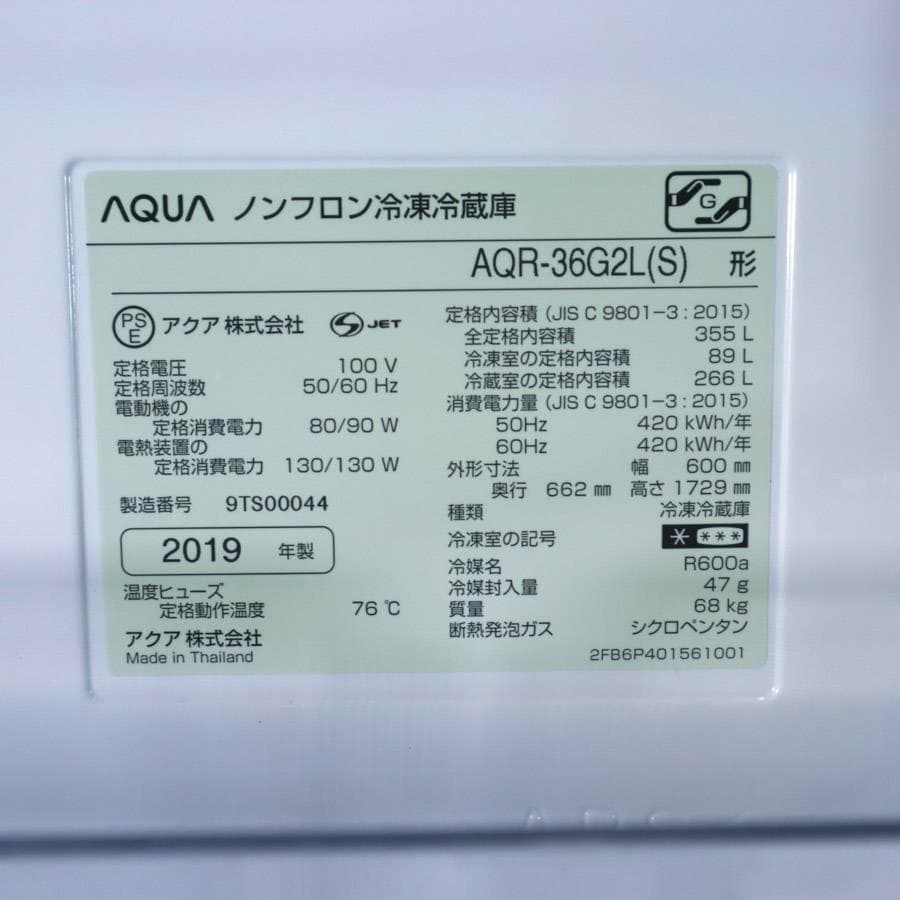 AQUA ノンフロン冷凍冷蔵庫
G
AQR-36G2L(S) 形
PSE アクア 株式会社 S JET
定格電圧 100 V
定格周波数 50/60 Hz
電動機の
定格消費電力 80/90 W
電熱装置の
定格消費電力 130/130 W
製造番号 9TS00044
2019 年製
温度ヒューズ
定格動作温度 76 ℃
アクア 株式会社
Made in Thailand
定格内容積 (JIS C 9801-3 : 2015)
全定格内容積 355 L
冷凍室の定格内容積 89 L
冷蔵室の定格内容積 266 L
消費電力量 (JIS C 9801-3 : 2015)
50Hz 420 kWh/年
60Hz 420 kWh/年
外形寸法 幅 600 ㎜
奥行 662 ㎜ 高さ 1729 ㎜
種類 冷凍冷蔵庫
冷凍室の記号 * ***
冷媒名 R600a
冷媒封入量 47 g
質量 68 kg
断熱発泡ガス シクロペンタン
2FB6P401561001